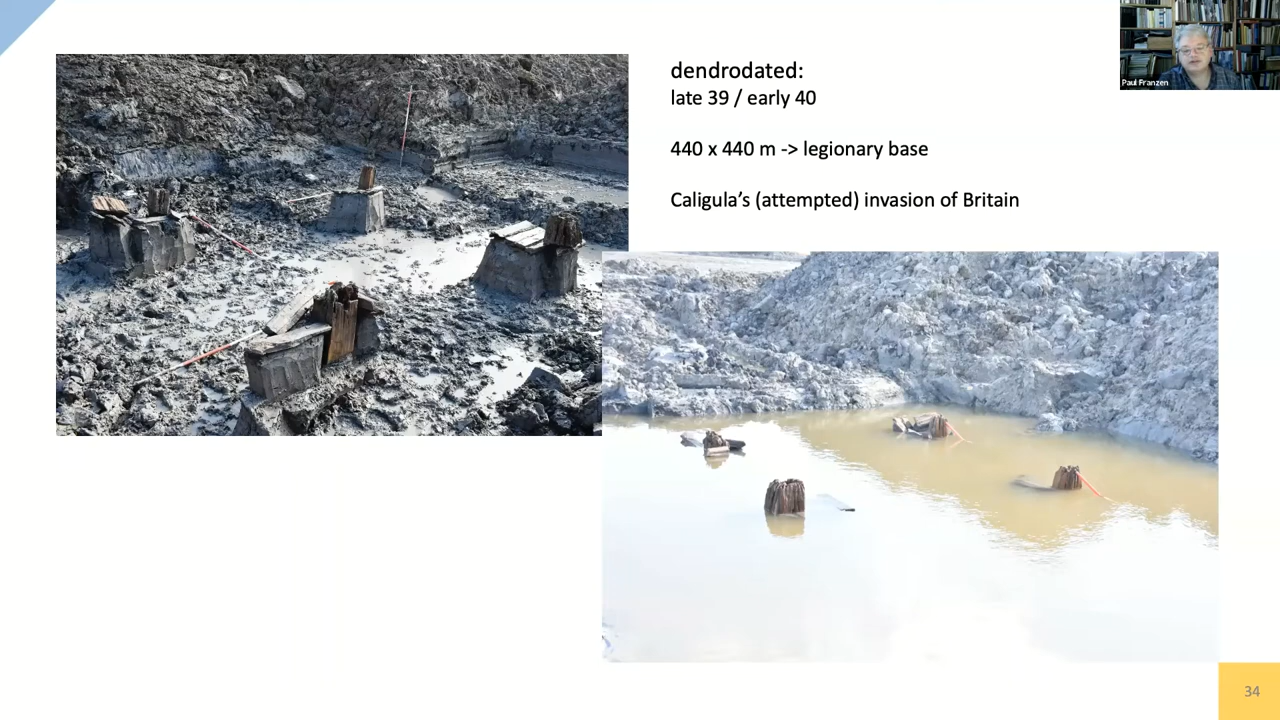 dendrodated:
late 39 / early 40
440 x 440 m -> legionary base
Caligula’s (attempted) invasion of Britain
Paul Franzen
34